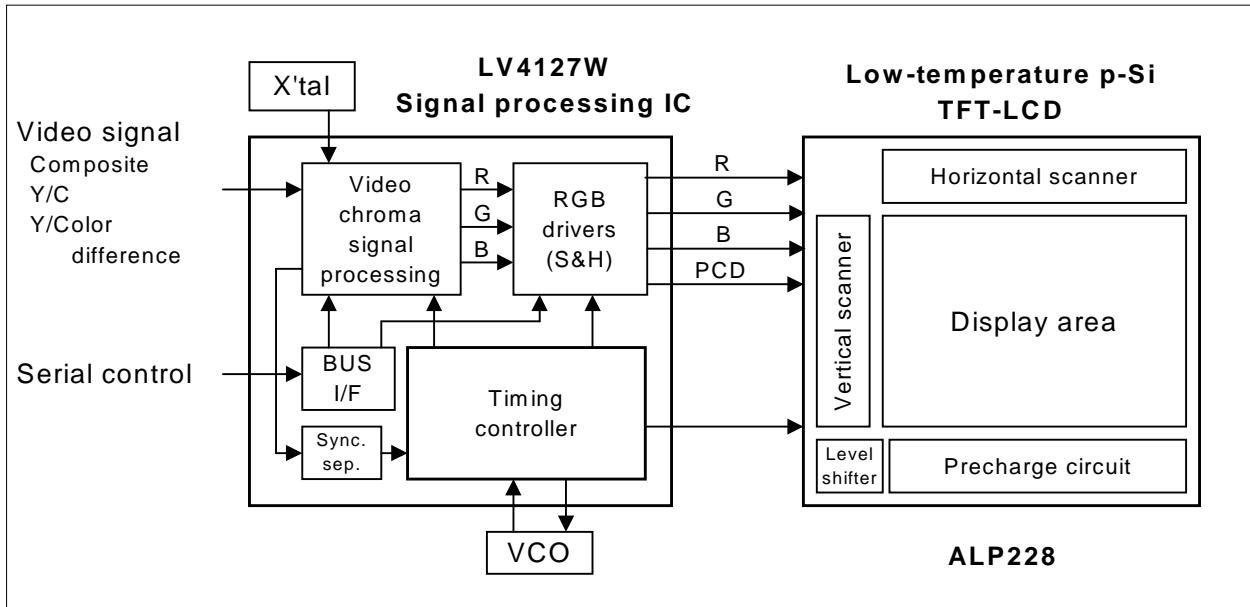 X'tal
LV4127W
Signal processing IC
Low-temperature p-Si
TFT-LCD
Video signal
Composite
Y/C
Y/Color
difference
Video
chroma
signal
processing
R
G
B
RGB
drivers
(S&H)
R
G
B
PCD
Horizontal scanner
Vertical scanner
Display area
Serial control
BUS
I/F
Timing
controller
Sync.
sep.
Level
shifter
Precharge circuit
VCO
ALP228